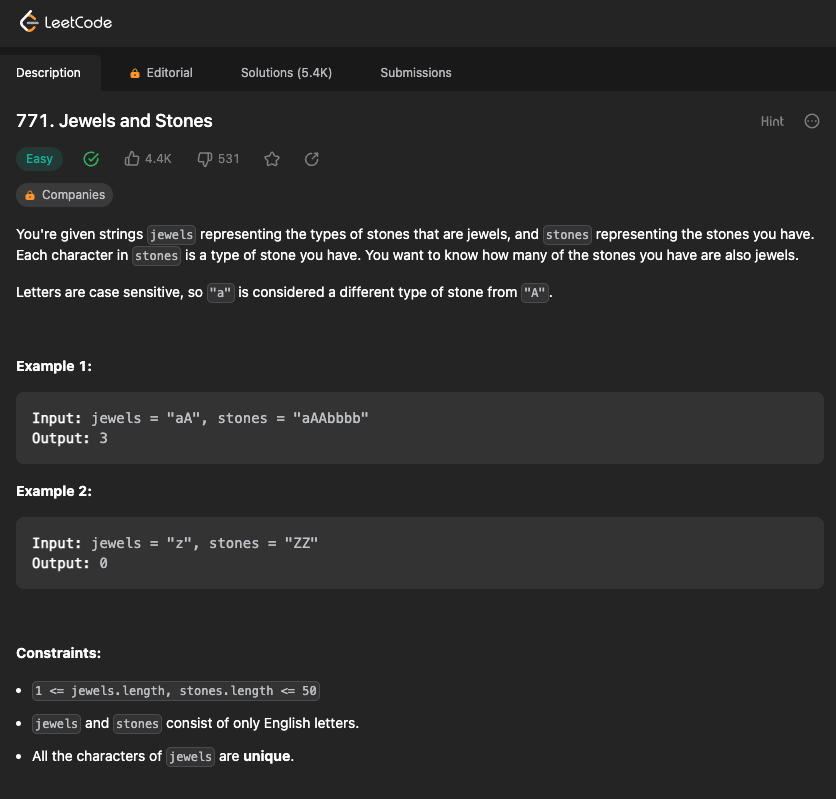 LeetCode
Description Editorial Solutions (5.4K) Submissions
771. Jewels and Stones Hint
Easy 4.4K 531
Companies
You're given strings jewels representing the types of stones that are jewels, and stones representing the stones you have.
Each character in stones is a type of stone you have. You want to know how many of the stones you have are also jewels.
Letters are case sensitive, so "a" is considered a different type of stone from "A".
Example 1:
Input: jewels = "aA", stones = "aAAbbbb"
Output: 3
Example 2:
Input: jewels = "z", stones = "ZZ"
Output: 0
Constraints:
• 1 <= jewels.length, stones.length <= 50
• jewels and stones consist of only English letters.
• All the characters of jewels are unique.